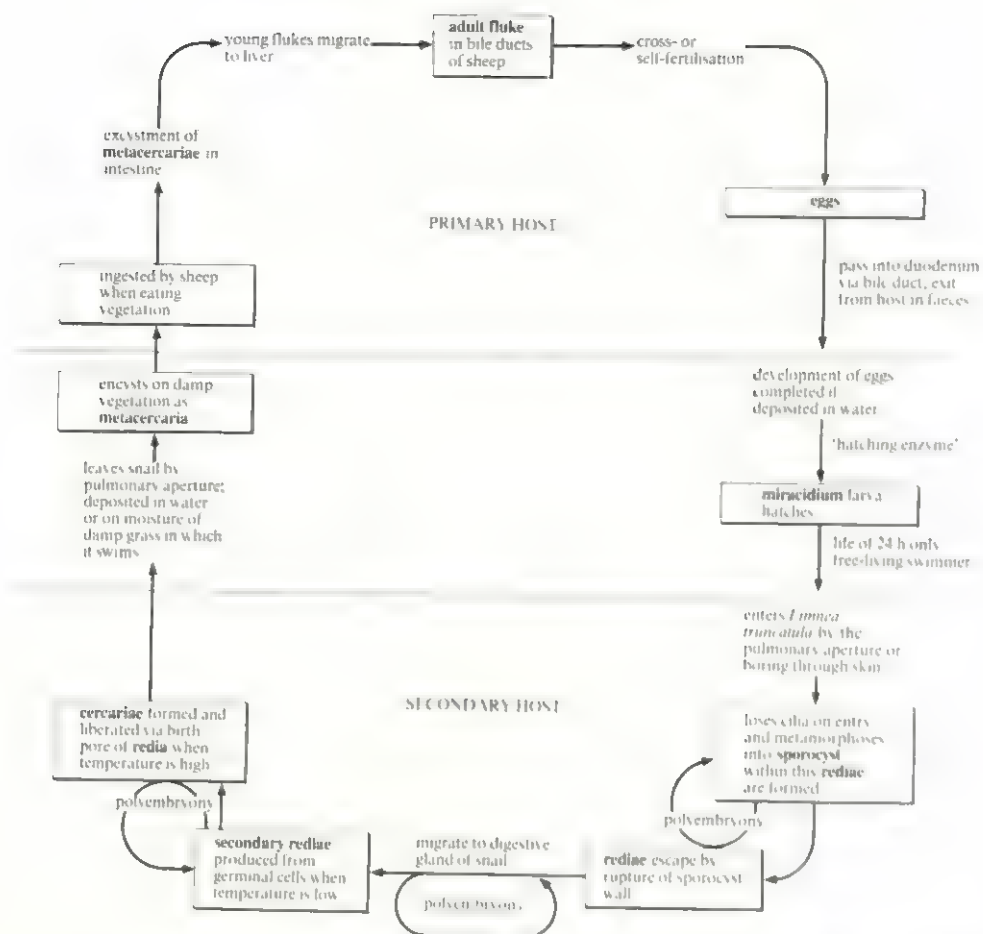 young flukes migrate
to liver
adult fluke
in bile ducts
of sheep
cross- or
self-fertilisation
excystment of
metacercariae in
intestine
eggs
PRIMARY HOST
pass into duodenum
via bile duct, exit
from host in faeces
ingested by sheep
when eating
vegetation
encysts on damp
vegetation as
metacercaria
development of eggs
completed if
deposited in water
'hatching enzyme'
leaves snail by
pulmonary aperture;
deposited in water
or on moisture of
damp grass in which
it swims
miracidium larva
hatches
life of 24 h only
free-living swimmer
enters Limnea
truncatula by the
pulmonary aperture or
boring through skin
SECONDARY HOST
cercariae formed and
liberated via birth
pore of redia when
temperature is high
loses cilia on entry
and metamorphoses
into sporocyst
within this rediae
are formed
polyembryony
polyembryony
secondary rediae
produced from
germinal cells when
temperature is low
migrate to digestive
gland of snail
polyembryony
rediae escape by
rupture of sporocyst
wall